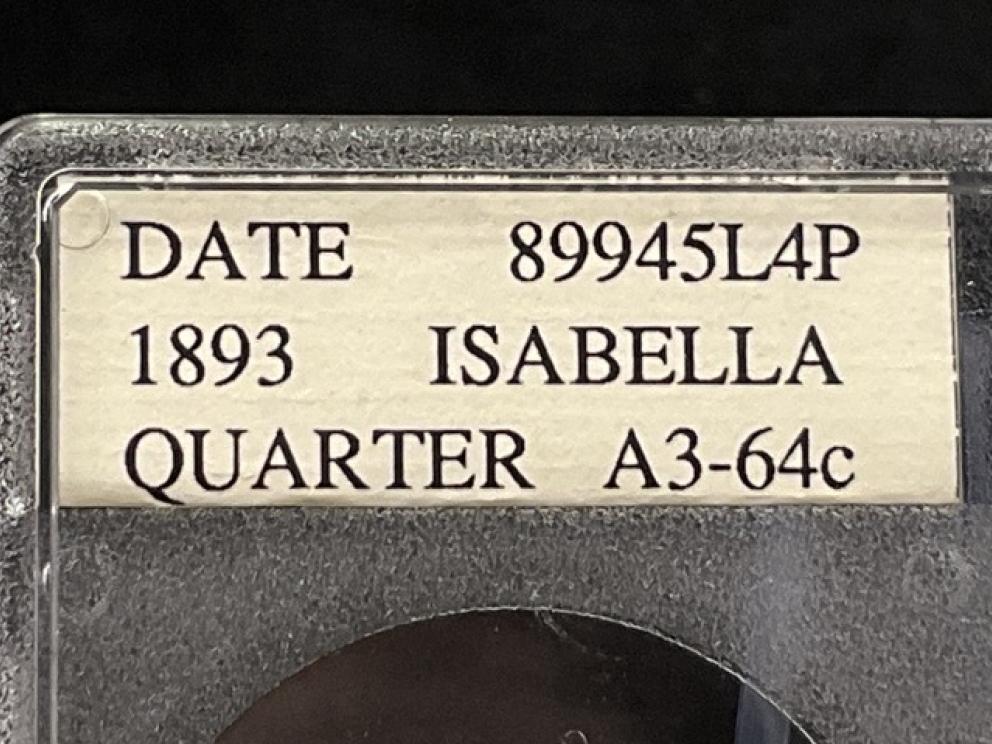 DATE 89945L4P
1893 ISABELLA
QUARTER A3-64c